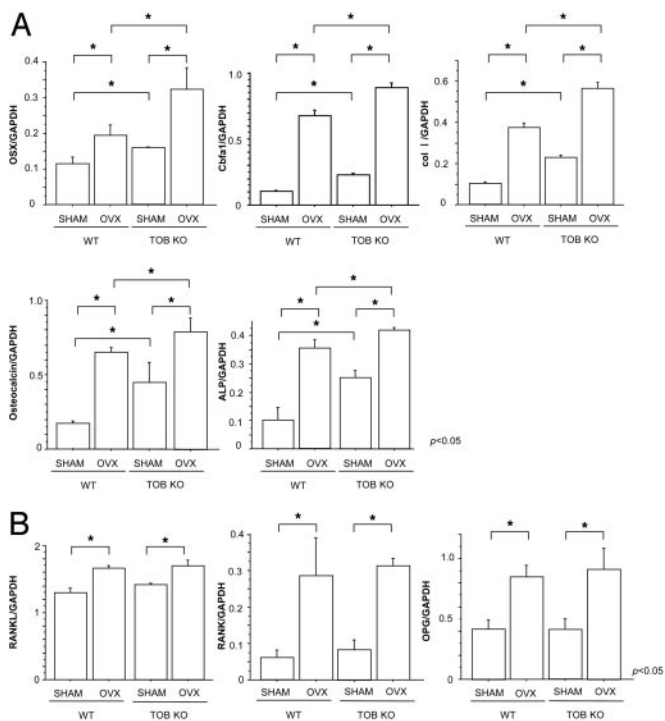 A
*
*
*
*
0.4
0.3
0.2
0.1
0
OSX/GAPDH
SHAM OVX SHAM OVX
WT TOB KO
*
*
*
*
1.0
0.5
0
Cbfa1/GAPDH
SHAM OVX SHAM OVX
WT TOB KO
*
*
*
*
0.6
0.4
0.2
0
col I /GAPDH
SHAM OVX SHAM OVX
WT TOB KO
*
*
*
*
1.0
0.5
0
Osteocalcin/GAPDH
SHAM OVX SHAM OVX
WT TOB KO
*
*
*
*
0.4
0.3
0.2
0.1
0
ALP/GAPDH
SHAM OVX SHAM OVX
WT TOB KO
p<0.05
B
* *
2
1
0
RANKL/GAPDH
SHAM OVX SHAM OVX
WT TOB KO
* *
0.4
0.3
0.2
0.1
0
RANK/GAPDH
SHAM OVX SHAM OVX
WT TOB KO
* *
1.0
0.5
0
OPG/GAPDH
SHAM OVX SHAM OVX
WT TOB KO
p<0.05